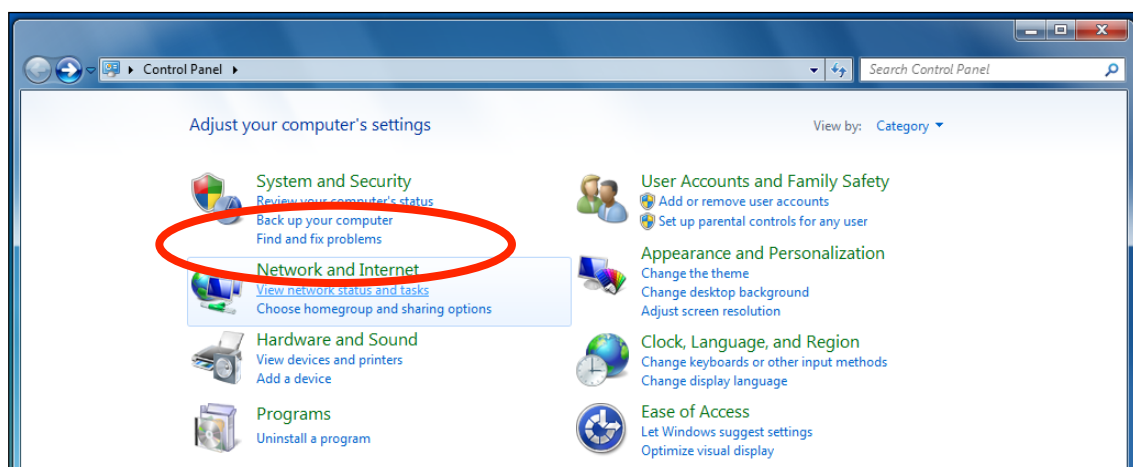 Control Panel
Search Control Panel
Adjust your computer's settings
View by: Category
System and Security
Review your computer's status
Back up your computer
Find and fix problems
Network and Internet
View network status and tasks
Choose homegroup and sharing options
Hardware and Sound
View devices and printers
Add a device
Programs
Uninstall a program
User Accounts and Family Safety
Add or remove user accounts
Set up parental controls for any user
Appearance and Personalization
Change the theme
Change desktop background
Adjust screen resolution
Clock, Language, and Region
Change keyboards or other input methods
Change display language
Ease of Access
Let Windows suggest settings
Optimize visual display